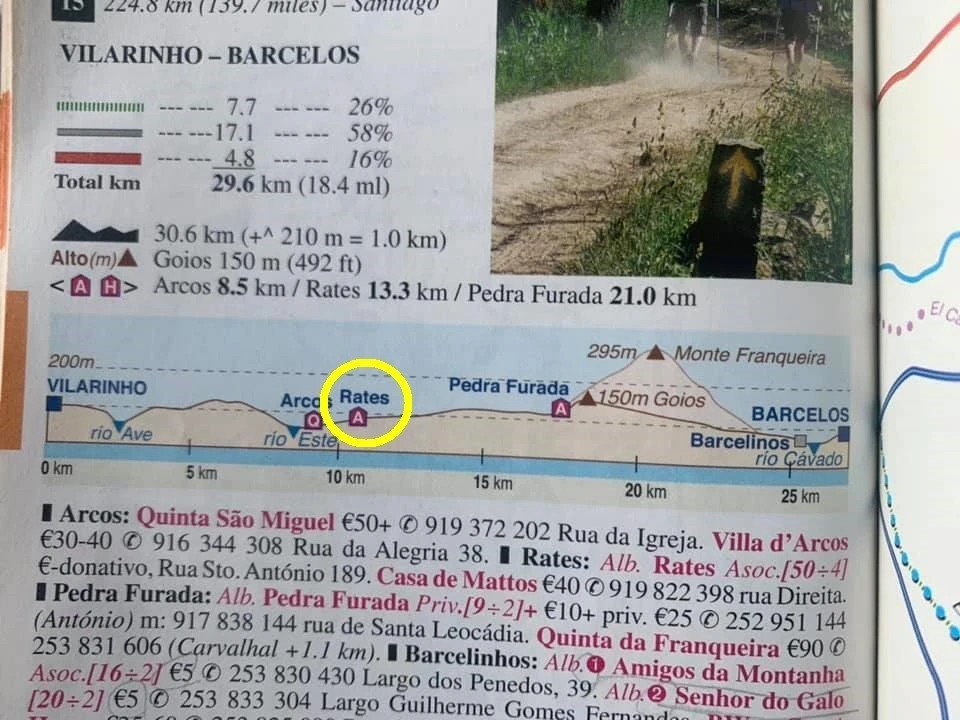 15 224.8 km (139.7 miles) – Santiago
VILARINHO – BARCELOS
--- --- 7.7 --- --- 26%
--- ---17.1 --- --- 58%
--- --- 4.8 --- --- 16%
Total km 29.6 km (18.4 ml)
30.6 km (+^ 210 m = 1.0 km)
Alto(m)▲ Goios 150 m (492 ft)
< A H > Arcos 8.5 km / Rates 13.3 km / Pedra Furada 21.0 km
295m Monte Franqueira
200m
VILARINHO
Arcos
Rates
Pedra Furada
150m Goios
BARCELOS
Q
A
A
rio Ave
rio Este
Barcelinos
rio Cávado
0 km
5 km
10 km
15 km
20 km
25 km
Arcos: Quinta São Miguel €50+ ✆ 919 372 202 Rua da Igreja. Villa d'Arcos
€30-40 ✆ 916 344 308 Rua da Alegria 38. Rates: Alb. Rates Asoc.[50÷4]
€-donativo, Rua Sto. António 189. Casa de Mattos €40 ✆ 919 822 398 rua Direita.
Pedra Furada: Alb. Pedra Furada Priv.[9÷2]+ €10+ priv. €25 ✆ 252 951 144
(António) m: 917 838 144 rua de Santa Leocádia. Quinta da Franqueira €90 ✆
253 831 606 (Carvalhal +1.1 km). Barcelinhos: Alb.❶ Amigos da Montanha
Asoc.[16÷2] €5 ✆ 253 830 430 Largo dos Penedos, 39. Alb.❷ Senhor do Galo
[20÷2] €5 ✆ 253 833 304 Largo Guilherme Gomes
El